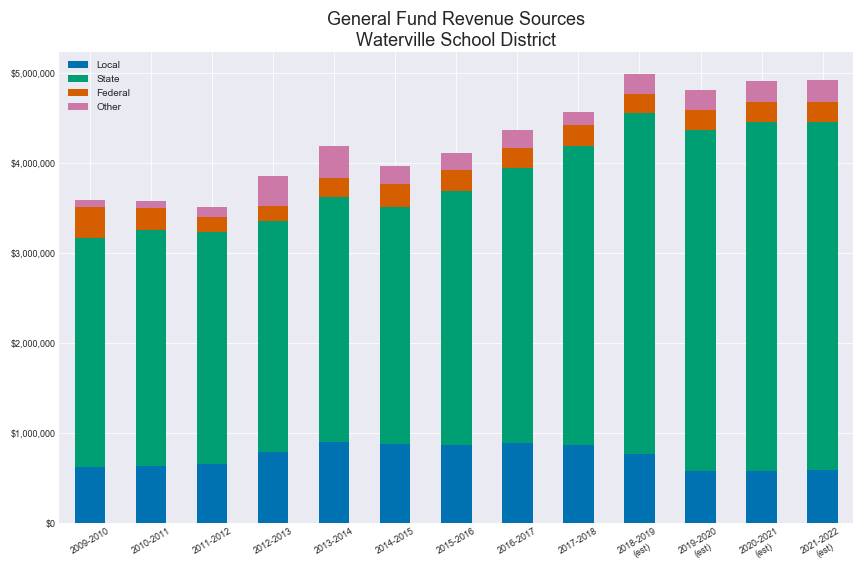 General Fund Revenue Sources
Waterville School District
Local
State
Federal
Other
$5,000,000
$4,000,000
$3,000,000
$2,000,000
$1,000,000
$0
2009-2010
2010-2011
2011-2012
2012-2013
2013-2014
2014-2015
2015-2016
2016-2017
2017-2018
2018-2019
(est)
2019-2020
(est)
2020-2021
(est)
2021-2022
(est)